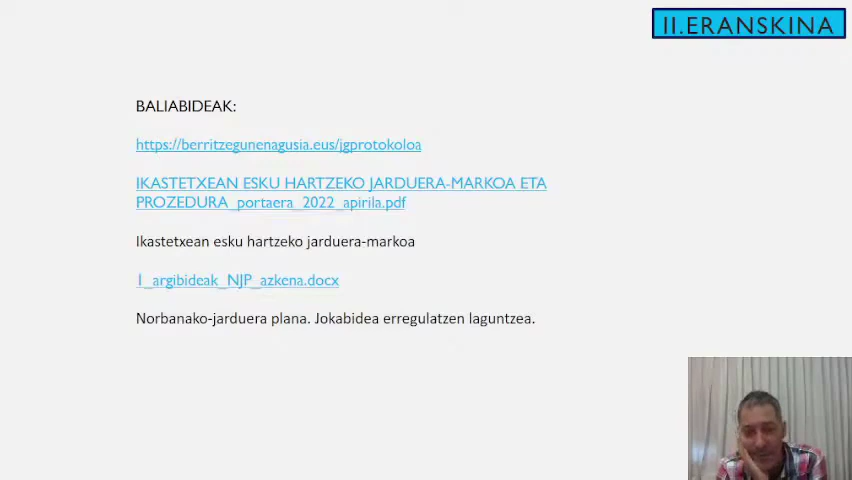 II.ERANSKINA
BALIABIDEAK:
https://berritzegunenagusia.eus/jgprotokoloa
IKASTETXEAN ESKU HARTZEKO JARDUERA-MARKOA ETA
PROZEDURA_portaera_2022_apirila.pdf
Ikastetxean esku hartzeko jarduera-markoa
1_argibideak_NJP_azkena.docx
Norbanako-jarduera plana. Jokabidea erregulatzen laguntzea.